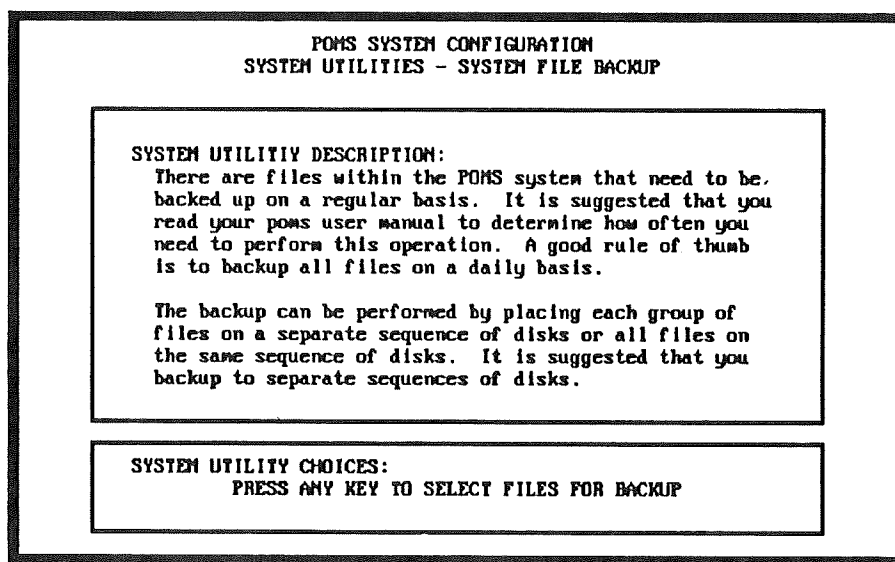 POMS SYSTEM CONFIGURATION
SYSTEM UTILITIES - SYSTEM FILE BACKUP
SYSTEM UTILITIY DESCRIPTION:
There are files within the POMS system that need to be.
backed up on a regular basis. It is suggested that you
read your poms user manual to determine how often you
need to perform this operation. A good rule of thumb
is to backup all files on a daily basis.
The backup can be performed by placing each group of
files on a separate sequence of disks or all files on
the same sequence of disks. It is suggested that you
backup to separate sequences of disks.
SYSTEM UTILITY CHOICES:
PRESS ANY KEY TO SELECT FILES FOR BACKUP